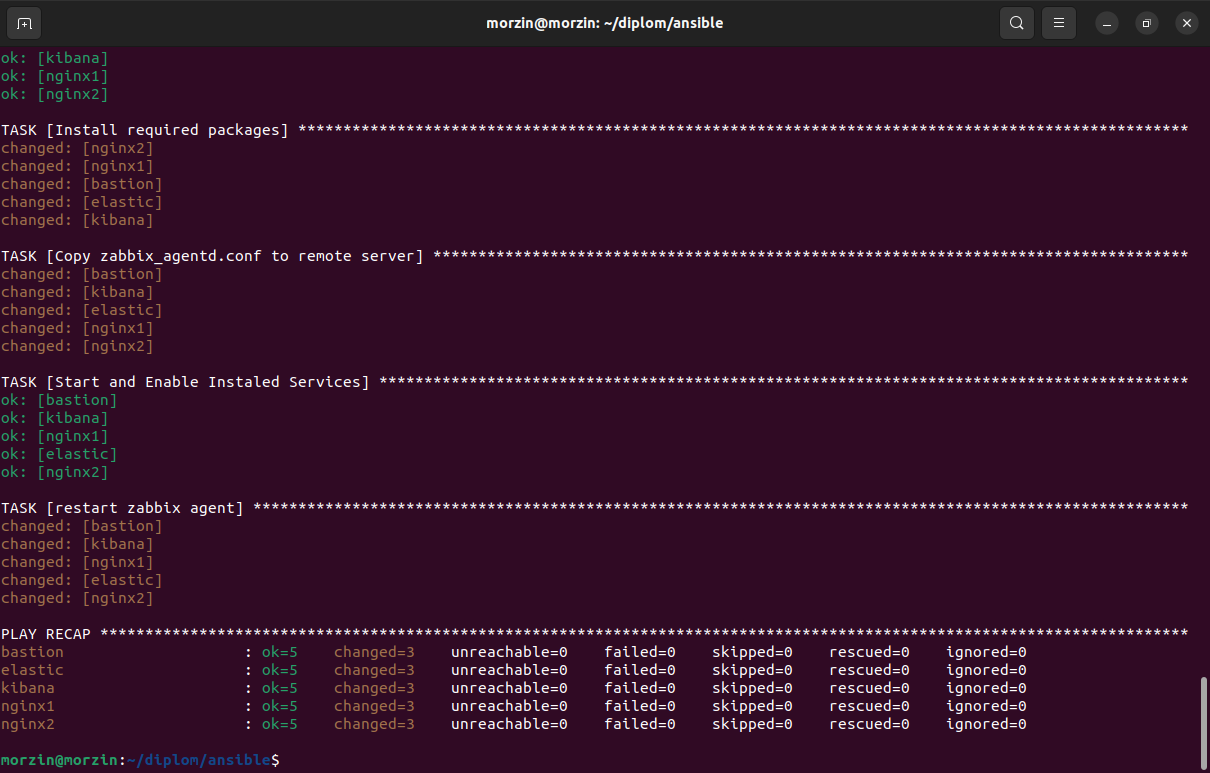 morzin@morzin: ~/diplom/ansible
ok: [kibana]
ok: [nginx1]
ok: [nginx2]
TASK [Install required packages] ***************************************************************************************************
changed: [nginx2]
changed: [nginx1]
changed: [bastion]
changed: [elastic]
changed: [kibana]
TASK [Copy zabbix_agentd.conf to remote server] ************************************************************************************
changed: [bastion]
changed: [kibana]
changed: [elastic]
changed: [nginx1]
changed: [nginx2]
TASK [Start and Enable Instaled Services] ******************************************************************************************
ok: [bastion]
ok: [kibana]
ok: [nginx1]
ok: [elastic]
ok: [nginx2]
TASK [restart zabbix agent] ********************************************************************************************************
changed: [bastion]
changed: [kibana]
changed: [nginx1]
changed: [elastic]
changed: [nginx2]
PLAY RECAP *************************************************************************************************************************
bastion                    : ok=5    changed=3    unreachable=0    failed=0    skipped=0    rescued=0    ignored=0
elastic                    : ok=5    changed=3    unreachable=0    failed=0    skipped=0    rescued=0    ignored=0
kibana                     : ok=5    changed=3    unreachable=0    failed=0    skipped=0    rescued=0    ignored=0
nginx1                     : ok=5    changed=3    unreachable=0    failed=0    skipped=0    rescued=0    ignored=0
nginx2                     : ok=5    changed=3    unreachable=0    failed=0    skipped=0    rescued=0    ignored=0
morzin@morzin:~/diplom/ansible$